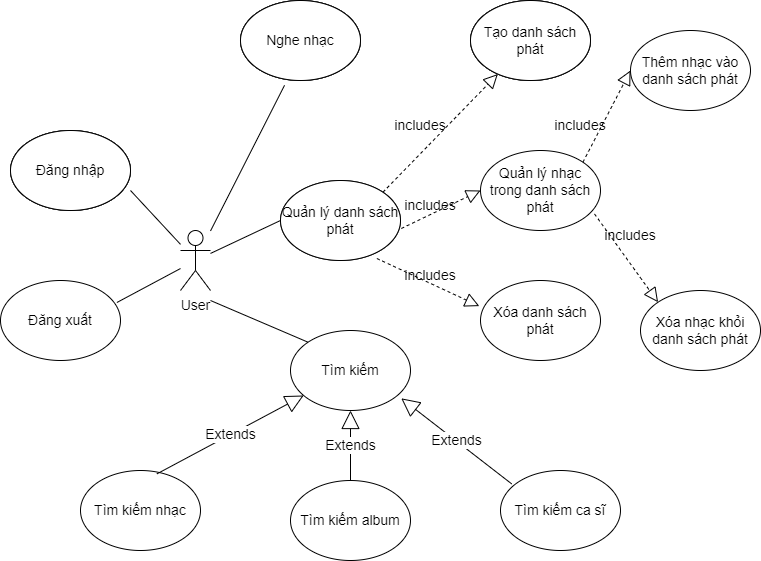 Nghe nhạc
Tạo danh sách
phát
Thêm nhạc vào
danh sách phát
includes
includes
Đăng nhập
Quản lý danh sách
phát
includes
Quản lý nhạc
trong danh sách
phát
includes
User
includes
Đăng xuất
Xóa danh sách
phát
Xóa nhạc khỏi
danh sách phát
Tìm kiếm
Extends
Extends
Extends
Tìm kiếm nhạc
Tìm kiếm album
Tìm kiếm ca sĩ